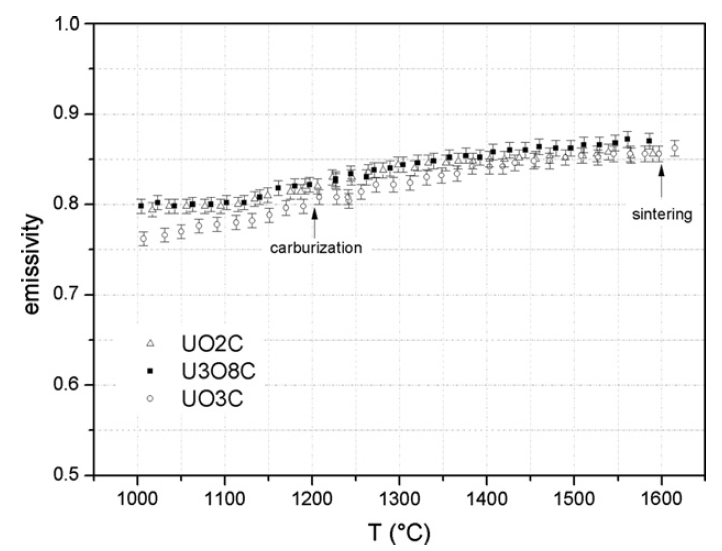 1.0
0.9
0.8
0.7
0.6
0.5
emissivity
carburization
sintering
UO2C
U3O8C
UO3C
1000 1100 1200 1300 1400 1500 1600
T (°C)